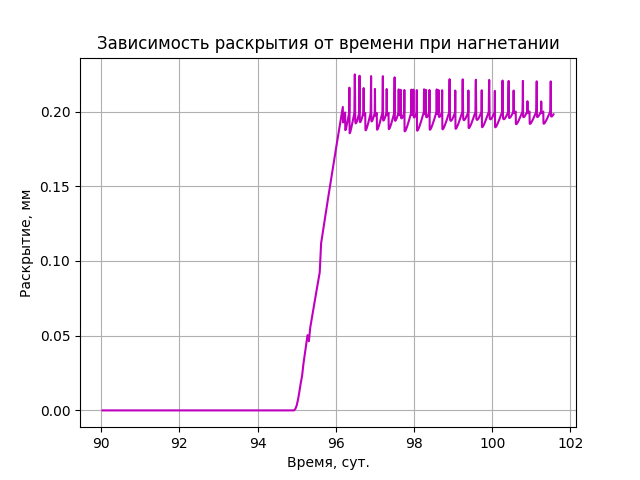 Зависимость раскрытия от времени при нагнетании
Раскрытие, мм
0.20
0.15
0.10
0.05
0.00
90 92 94 96 98 100 102
Время, сут.